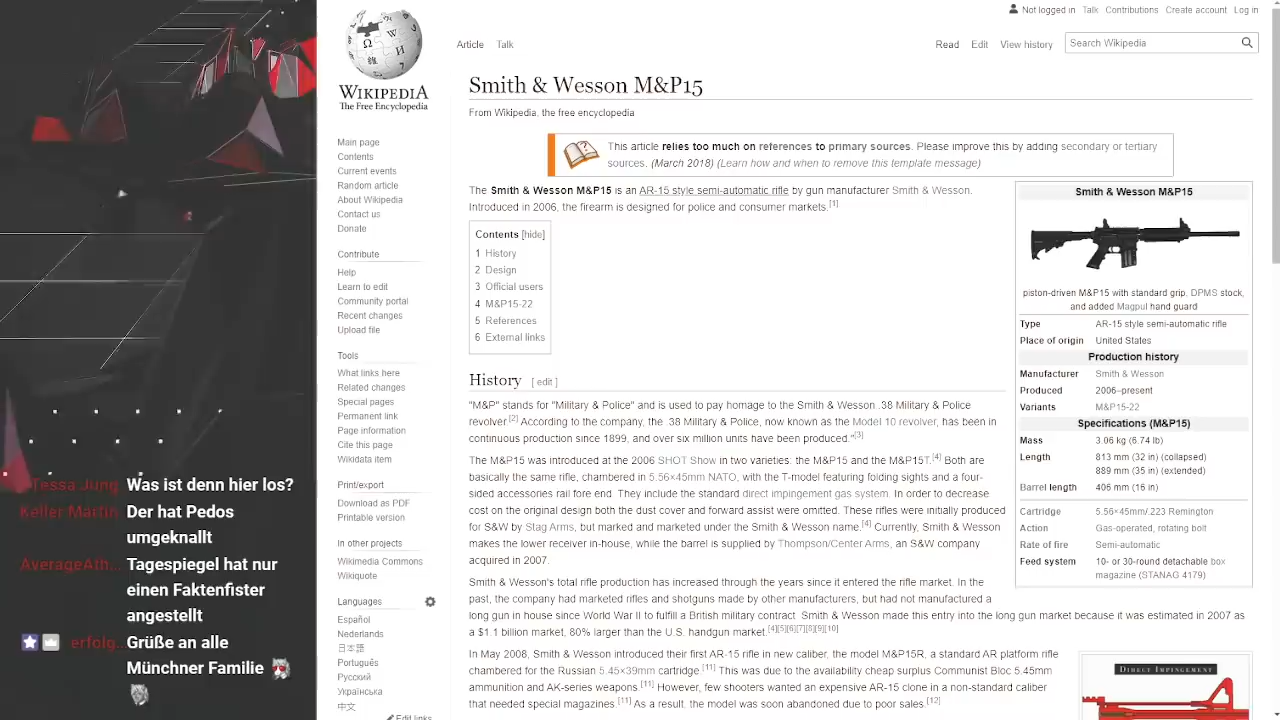 Not logged in Talk Contributions Create account Log in
Article Talk Read Edit View history Search Wikipedia
WIKIPEDIA
The Free Encyclopedia
Main page
Contents
Current events
Random article
About Wikipedia
Contact us
Donate
Contribute
Help
Learn to edit
Community portal
Recent changes
Upload file
Tools
What links here
Related changes
Special pages
Permanent link
Page information
Cite this page
Wikidata item
Print/export
Download as PDF
Printable version
In other projects
Wikimedia Commons
Wikiquote
Languages
Español
Nederlands
日本語
Português
Русский
Українська
中文
Edit links
Smith & Wesson M&P15
From Wikipedia, the free encyclopedia
This article relies too much on references to primary sources. Please improve this by adding secondary or tertiary
sources. (March 2018) (Learn how and when to remove this template message)
The Smith & Wesson M&P15 is an AR-15 style semi-automatic rifle by gun manufacturer Smith & Wesson.
Introduced in 2006, the firearm is designed for police and consumer markets.[1]
Contents [hide]
1 History
2 Design
3 Official users
4 M&P15-22
5 References
6 External links
History [ edit ]
"M&P" stands for "Military & Police" and is used to pay homage to the Smith & Wesson .38 Military & Police
revolver.[2] According to the company, the .38 Military & Police, now known as the Model 10 revolver, has been in
continuous production since 1899, and over six million units have been produced."[3]
The M&P15 was introduced at the 2006 SHOT Show in two varieties: the M&P15 and the M&P15T.[4] Both are
basically the same rifle, chambered in 5.56×45mm NATO, with the T-model featuring folding sights and a four-
sided accessories rail fore end. They include the standard direct impingement gas system. In order to decrease
cost on the original design both the dust cover and forward assist were omitted. These rifles were initially produced
for S&W by Stag Arms, but marked and marketed under the Smith & Wesson name.[4] Currently, Smith & Wesson
makes the lower receiver in-house, while the barrel is supplied by Thompson/Center Arms, an S&W company
acquired in 2007.
Smith & Wesson's total rifle production has increased through the years since it entered the rifle market. In the
past, the company had marketed rifles and shotguns made by other manufacturers, but had not manufactured a
long gun in house since World War II to fulfill a British military contract. Smith & Wesson's entry into the long gun market because it was estimated in 2007 as
a $1.1 billion market, 80% larger than the U.S. handgun market.[4][5][6][7][8][9][10]
In May 2008, Smith & Wesson introduced their first AR-15 rifle in new caliber, the model M&P15R, a standard AR platform rifle
chambered for the Russian 5.45×39mm cartridge.[11] This was due to the availability cheap surplus Communist Bloc 5.45mm
ammunition and AK-series weapons.[11] However, few shooters wanted an expensive AR-15 clone in a non-standard caliber
that needed special magazines.[11] As a result, the model was soon abandoned due to poor sales.[12]
Smith & Wesson M&P15
piston-driven M&P15 with standard grip, DPMS stock,
and added Magpul hand guard
Type AR-15 style semi-automatic rifle
Place of origin United States
Production history
Manufacturer Smith & Wesson
Produced 2006–present
Variants M&P15-22
Specifications (M&P15)
Mass 3.06 kg (6.74 lb)
Length 813 mm (32 in) (collapsed)
889 mm (35 in) (extended)
Barrel length 406 mm (16 in)
Cartridge 5.56×45mm/.223 Remington
Action Gas-operated, rotating bolt
Rate of fire Semi-automatic
Feed system 10- or 30-round detachable box
magazine (STANAG 4179)
DIRECT IMPINGEMENT
Tessa Jung Was ist denn hier los?
Keller Martin Der hat Pedos
umgeknallt
AverageAth... Tagespiegel hat nur
einen Faktenfister
angestellt
erfolg... Grüße an alle
Münchner Familie